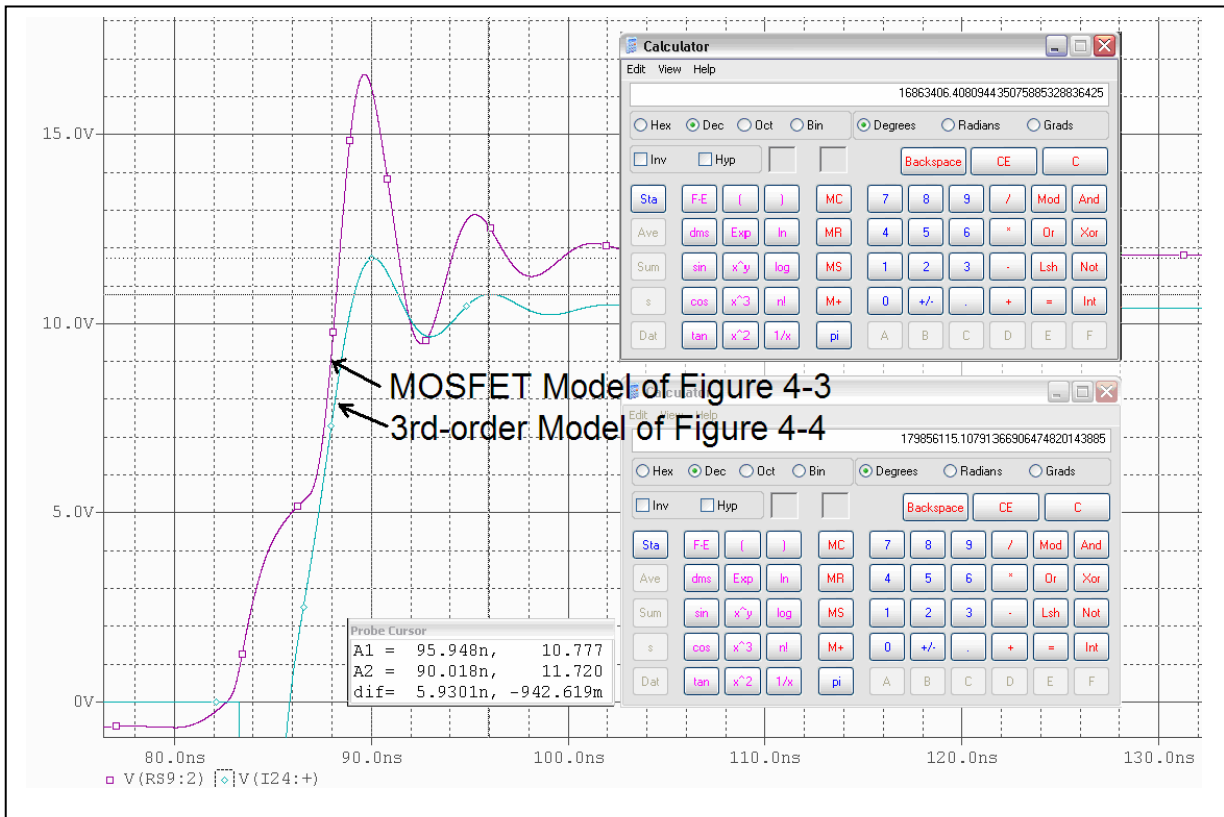 15.0V
10.0V
5.0V
0V
80.0ns 90.0ns 100.0ns 110.0ns 120.0ns 130.0ns
V(RS9:2) V(I24:+)
MOSFET Model of Figure 4-3
3rd-order Model of Figure 4-4
Probe Cursor
A1 = 95.948n, 10.777
A2 = 90.018n, 11.720
dif= 5.9301n, -942.619m
Calculator
Edit View Help
16863406.408094435075885328836425
Hex Dec Oct Bin Degrees Radians Grads
Inv Hyp Backspace CE C
Sta F-E ( ) MC 7 8 9 / Mod And
Ave dms Exp ln MR 4 5 6 * Or Xor
Sum sin x^y log MS 1 2 3 - Lsh Not
s cos x^3 n! M+ 0 +/- . + = Int
Dat tan x^2 1/x pi A B C D E F
Edit View Help
179856115.10791366906474820143885
Hex Dec Oct Bin Degrees Radians Grads
Inv Hyp Backspace CE C
Sta F-E ( ) MC 7 8 9 / Mod And
Ave dms Exp ln MR 4 5 6 * Or Xor
Sum sin x^y log MS 1 2 3 - Lsh Not
s cos x^3 n! M+ 0 +/- . + = Int
Dat tan x^2 1/x pi A B C D E F